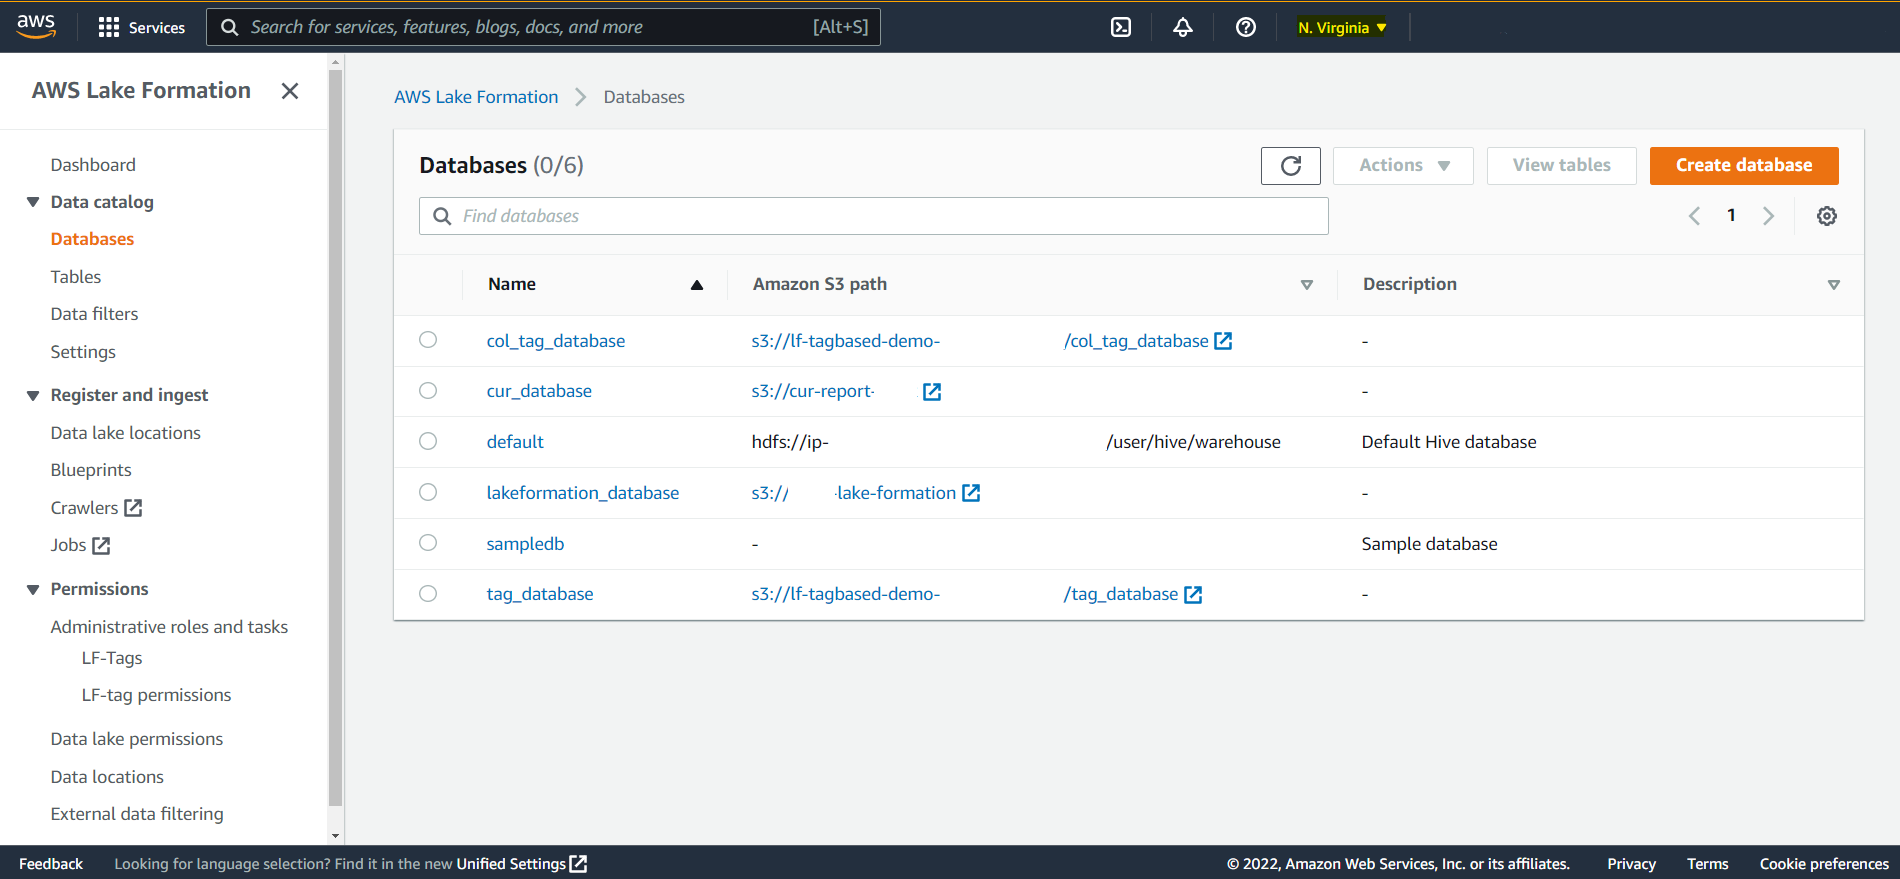 aws Services Search for services, features, blogs, docs, and more [Alt+S] N. Virginia
AWS Lake Formation
Dashboard
Data catalog
Databases
Tables
Data filters
Settings
Register and ingest
Data lake locations
Blueprints
Crawlers
Jobs
Permissions
Administrative roles and tasks
LF-Tags
LF-tag permissions
Data lake permissions
Data locations
External data filtering
AWS Lake Formation Databases
Databases (0/6) Actions View tables Create database
Find databases 1
Name Amazon S3 path Description
col_tag_database s3://lf-tagbased-demo- /col_tag_database -
cur_database s3://cur-report- -
default hdfs://ip- /user/hive/warehouse Default Hive database
lakeformation_database s3:// -lake-formation -
sampledb - Sample database
tag_database s3://lf-tagbased-demo- /tag_database -
Feedback Looking for language selection? Find it in the new Unified Settings © 2022, Amazon Web Services, Inc. or its affiliates. Privacy Terms Cookie preferences